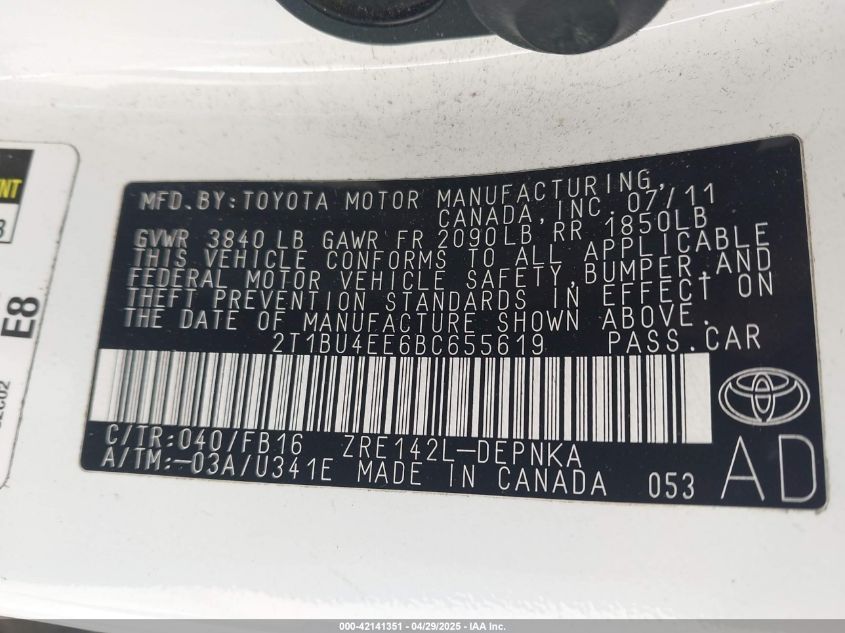 MFD. BY: TOYOTA MOTOR MANUFACTURING,
CANADA, INC. 07/11
GVWR 3840 LB GAWR FR 2090LB RR 1850LB
THIS VEHICLE CONFORMS TO ALL APPLICABLE
FEDERAL MOTOR VEHICLE SAFETY, BUMPER, AND
THEFT PREVENTION STANDARDS IN EFFECT ON
THE DATE OF MANUFACTURE SHOWN ABOVE.
2T1BU4EE6BC655619 PASS.CAR
C/TR:040/FB16 ZRE142L-DEPNKA
A/TM:-03A/U341E MADE IN CANADA 053 AD
E8
000-42141351 | 04/29/2025 - IAA Inc.